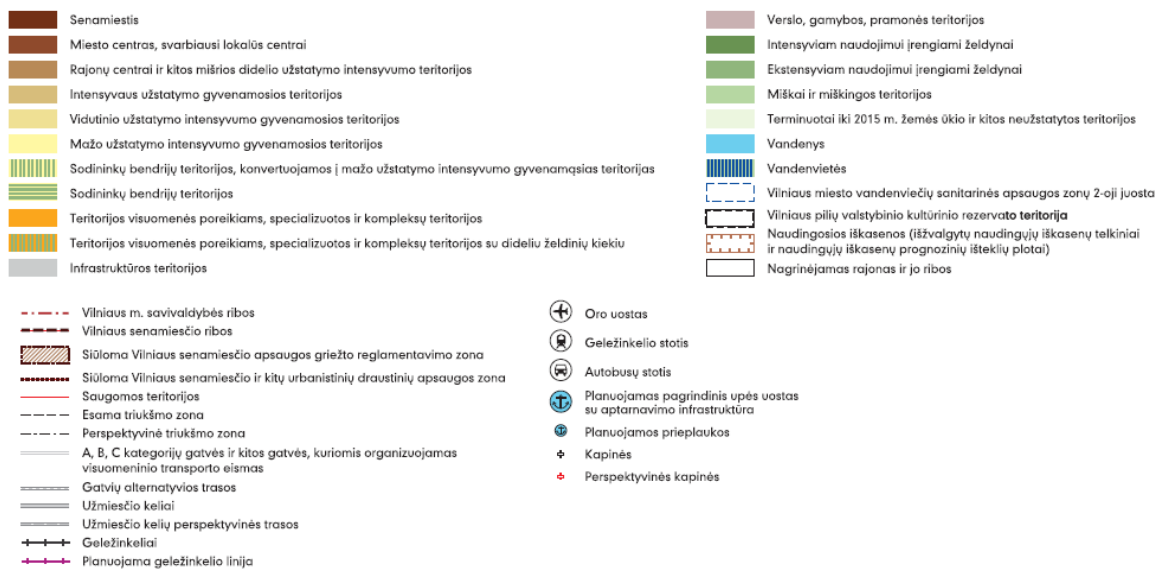 Senamiestis
Miesto centras, svarbiausi lokalūs centrai
Rajonų centrai ir kitos mišrios didelio užstatymo intensyvumo teritorijos
Intensyvaus užstatymo gyvenamosios teritorijos
Vidutinio užstatymo intensyvumo gyvenamosios teritorijos
Mažo užstatymo intensyvumo gyvenamosios teritorijos
Sodininkų bendrijų teritorijos, konvertuojamos į mažo užstatymo intensyvumo gyvenamąsias teritorijas
Sodininkų bendrijų teritorijos
Teritorijos visuomenės poreikiams, specializuotos ir kompleksų teritorijos
Teritorijos visuomenės poreikiams, specializuotos ir kompleksų teritorijos su dideliu želdinių kiekiu
Infrastruktūros teritorijos
Verslo, gamybos, pramonės teritorijos
Intensyviam naudojimui įrengiami želdynai
Ekstensyviam naudojimui įrengiami želdynai
Miškai ir miškingos teritorijos
Terminuotai iki 2015 m. žemės ūkio ir kitos neužstatytos teritorijos
Vandenys
Vandenvietės
Vilniaus miesto vandenviečių sanitarinės apsaugos zonų 2-oji juosta
Vilniaus pilių valstybinio kultūrinio rezervato teritorija
Naudingosios iškasenos (išžvalgytų naudingųjų iškasenų telkiniai
ir naudingųjų iškasenų prognozinių išteklių plotai)
Nagrinėjamas rajonas ir jo ribos
Vilniaus m. savivaldybės ribos
Vilniaus senamiesčio ribos
Siūloma Vilniaus senamiesčio apsaugos griežto reglamentavimo zona
Siūloma Vilniaus senamiesčio ir kitų urbanistinių draustinių apsaugos zona
Saugomos teritorijos
Esama triukšmo zona
Perspektyvinė triukšmo zona
A, B, C kategorijų gatvės ir kitos gatvės, kuriomis organizuojamas
visuomeninio transporto eismas
Gatvių alternatyvios trasos
Užmiesčio keliai
Užmiesčio kelių perspektyvinės trasos
Geležinkeliai
Planuojama geležinkelio linija
Oro uostas
Geležinkelio stotis
Autobusų stotis
Planuojamas pagrindinis upės uostas
su aptarnavimo infrastruktūra
Planuojamos prieplaukos
Kapinės
Perspektyvinės kapinės